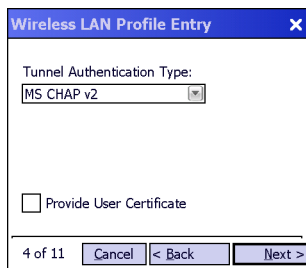 Wireless LAN Profile Entry
Tunnel Authentication Type:
MS CHAP v2
Provide User Certificate
4 of 11 Cancel < Back Next >